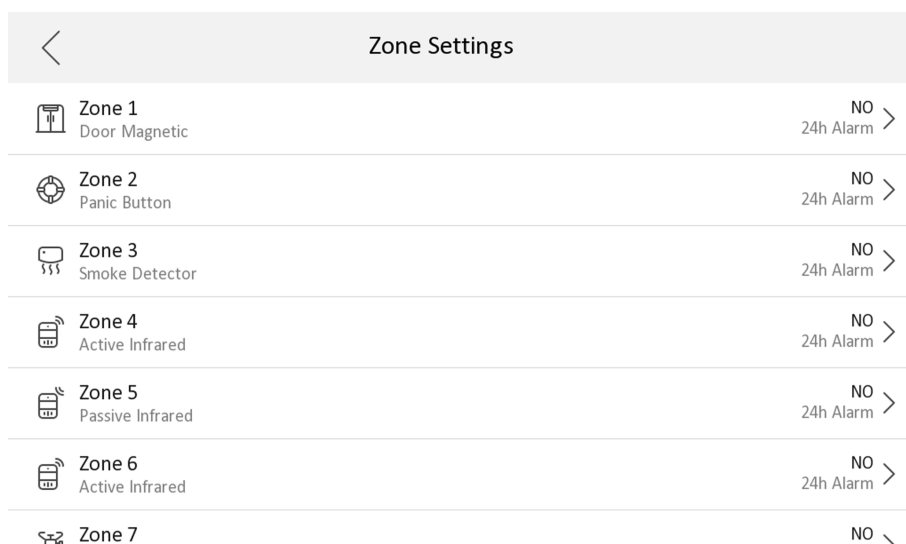 Zone Settings
Zone 1
Door Magnetic
NO
24h Alarm
Zone 2
Panic Button
NO
24h Alarm
Zone 3
Smoke Detector
NO
24h Alarm
Zone 4
Active Infrared
NO
24h Alarm
Zone 5
Passive Infrared
NO
24h Alarm
Zone 6
Active Infrared
NO
24h Alarm
Zone 7
NO